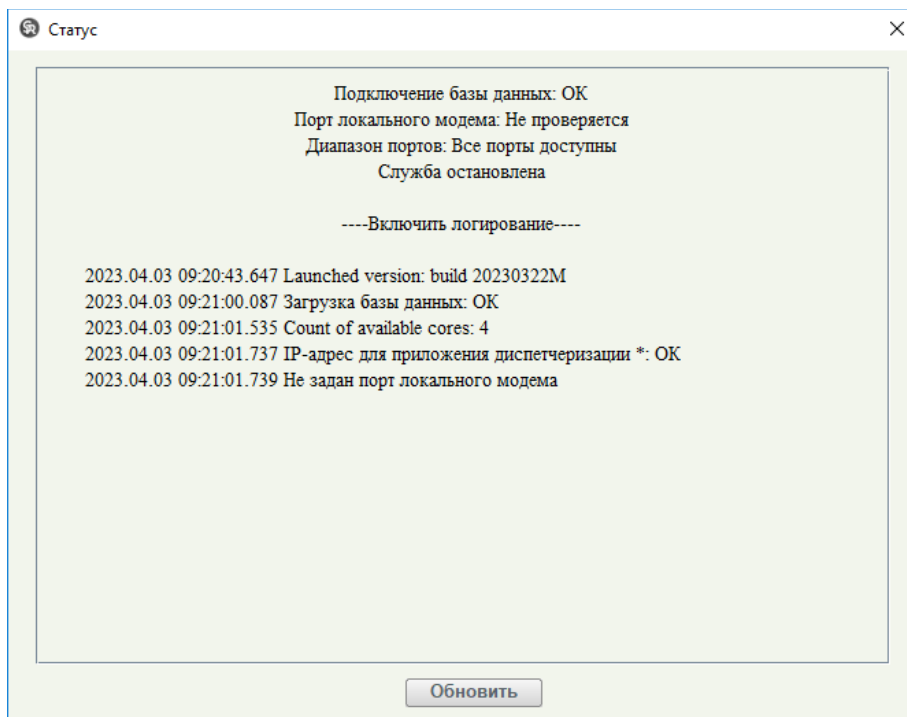 Статус
Подключение базы данных: ОК
Порт локального модема: Не проверяется
Диапазон портов: Все порты доступны
Служба остановлена
----Включить логирование----
2023.04.03 09:20:43.647 Launched version: build 20230322M
2023.04.03 09:21:00.087 Загрузка базы данных: ОК
2023.04.03 09:21:01.535 Count of available cores: 4
2023.04.03 09:21:01.737 IP-адрес для приложения диспетчеризации *: ОК
2023.04.03 09:21:01.739 Не задан порт локального модема
Обновить